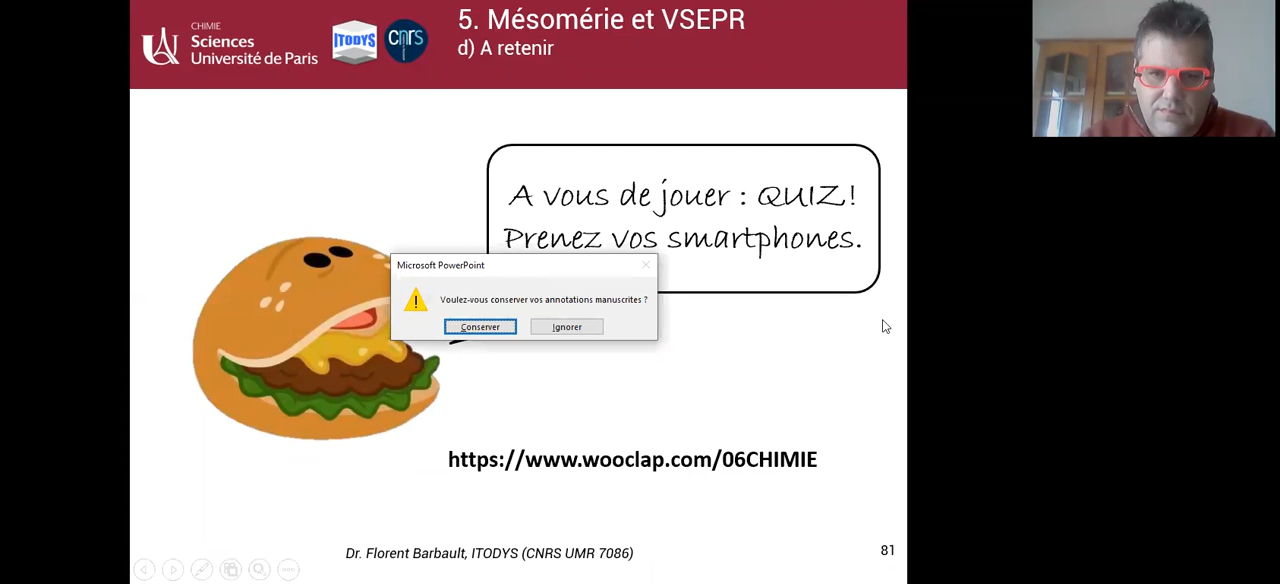 CHIMIE
Sciences
Université de Paris
ITODYS
cnrs
5. Mésomérie et VSEPR
d) A retenir
A vous de jouer : QUIZ!
Prenez vos smartphones.
Microsoft PowerPoint
Voulez-vous conserver vos annotations manuscrites ?
Conserver
Ignorer
https://www.wooclap.com/06CHIMIE
Dr. Florent Barbault, ITODYS (CNRS UMR 7086)
81